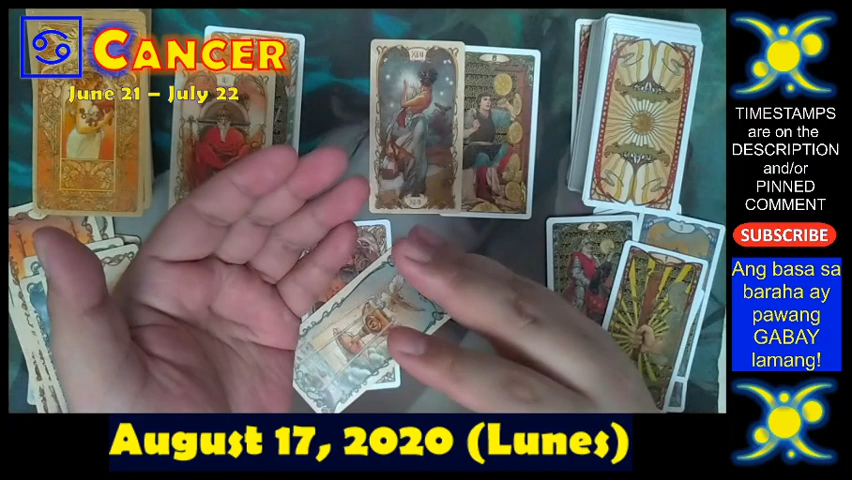 CANCER
June 21 – July 22
XVII
TIMESTAMPS
are on the
DESCRIPTION
and/or
PINNED
COMMENT
SUBSCRIBE
Ang basa sa
baraha ay
pawang
GABAY
lamang!
August 17, 2020 (Lunes)